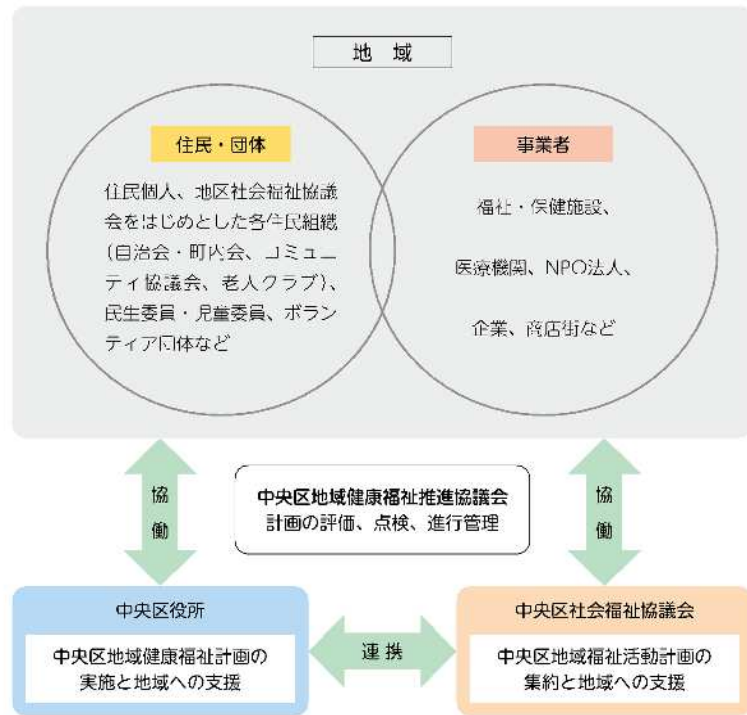 地 域
住民・団体
住民個人、地区社会福祉協議
会をはじめとした各住民組織
(自治会・町内会、コミュニ
ティ協議会、老人クラブ)、
民生委員・児童委員、ボラン
ティア団体など
事業者
福祉・保健施設、
医療機関、NPO法人、
企業、商店街など
協働
中央区地域健康福祉推進協議会
計画の評価、点検、進行管理
協働
中央区役所
中央区地域健康福祉計画の
実施と地域への支援
連 携
中央区社会福祉協議会
中央区地域福祉活動計画の
集約と地域への支援